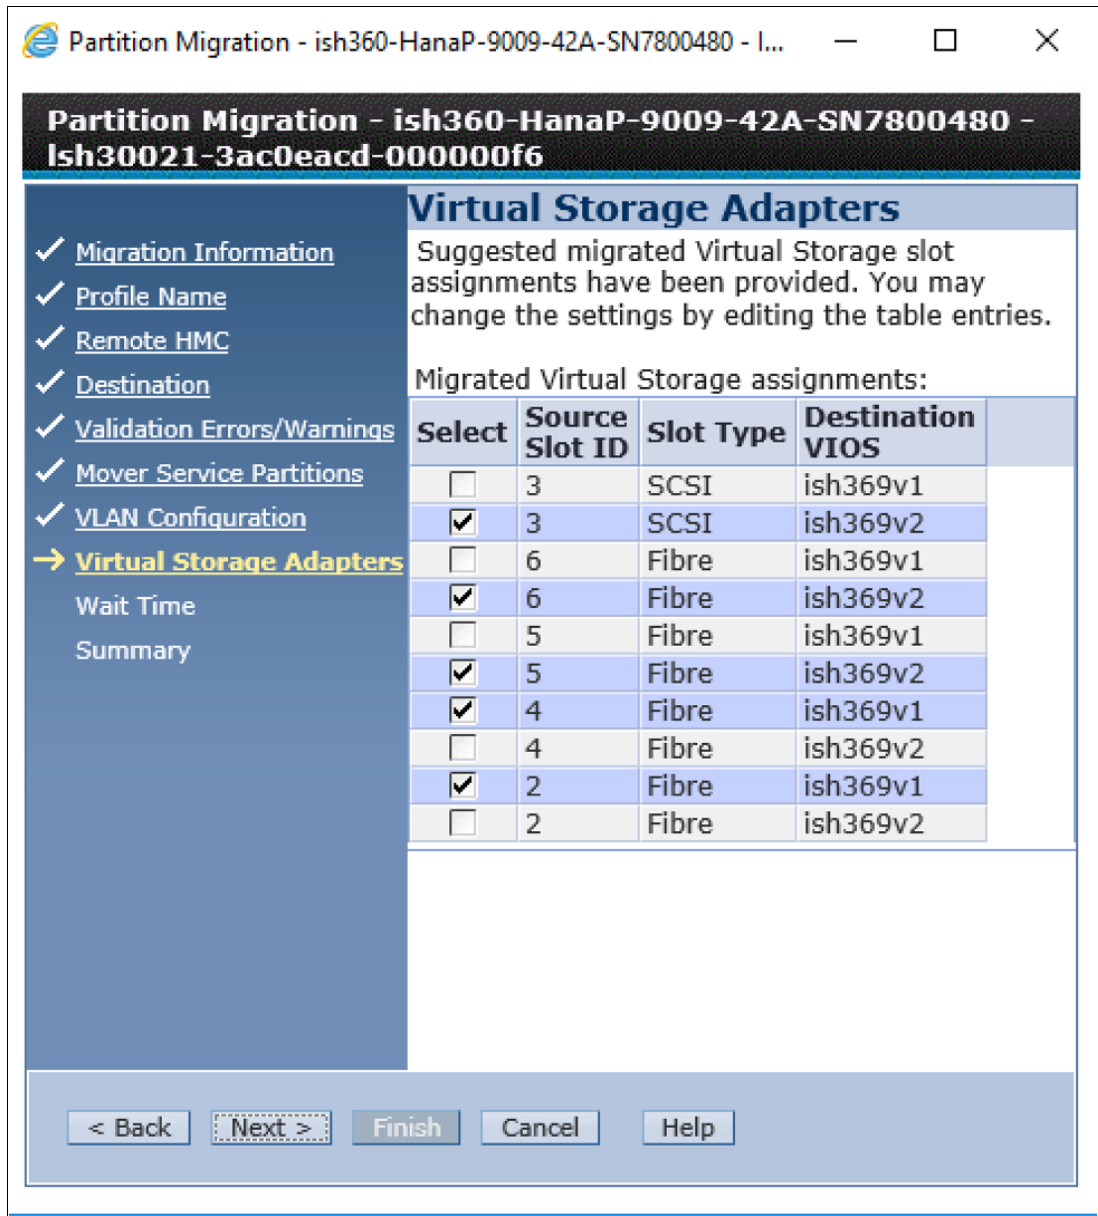 Partition Migration - ish360-HanaP-9009-42A-SN7800480 - I...
Partition Migration - ish360-HanaP-9009-42A-SN7800480 -
lsh30021-3ac0eacd-000000f6
Migration Information
Profile Name
Remote HMC
Destination
Validation Errors/Warnings
Mover Service Partitions
VLAN Configuration
Virtual Storage Adapters
Wait Time
Summary
Virtual Storage Adapters
Suggested migrated Virtual Storage slot
assignments have been provided. You may
change the settings by editing the table entries.
Migrated Virtual Storage assignments:
Select Source Slot ID Slot Type Destination VIOS
3 SCSI ish369v1
3 SCSI ish369v2
6 Fibre ish369v1
6 Fibre ish369v2
5 Fibre ish369v1
5 Fibre ish369v2
4 Fibre ish369v1
4 Fibre ish369v2
2 Fibre ish369v1
2 Fibre ish369v2
< Back Next > Finish Cancel Help